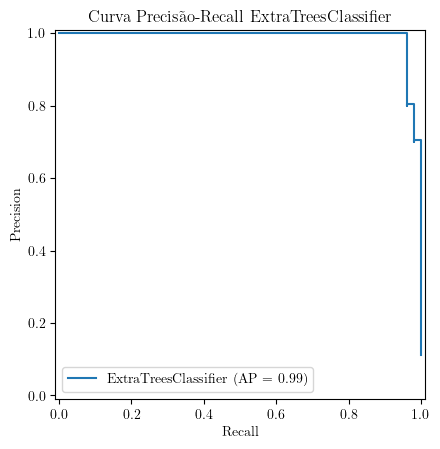 Curva Precisão-Recall ExtraTreesClassifier
1.0
0.8
0.6
0.4
0.2
0.0
Precision
ExtraTreesClassifier (AP = 0.99)
0.0 0.2 0.4 0.6 0.8 1.0
Recall